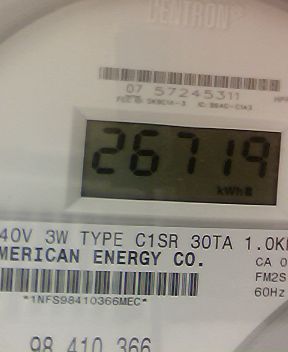 CENTRON®
07 57245311
26719
kWh
40V 3W TYPE C1SR 30TA 1.0K
MERICAN ENERGY CO.
CA 0
FM2S
60Hz
*1NFS98410366MEC*
98 410 366